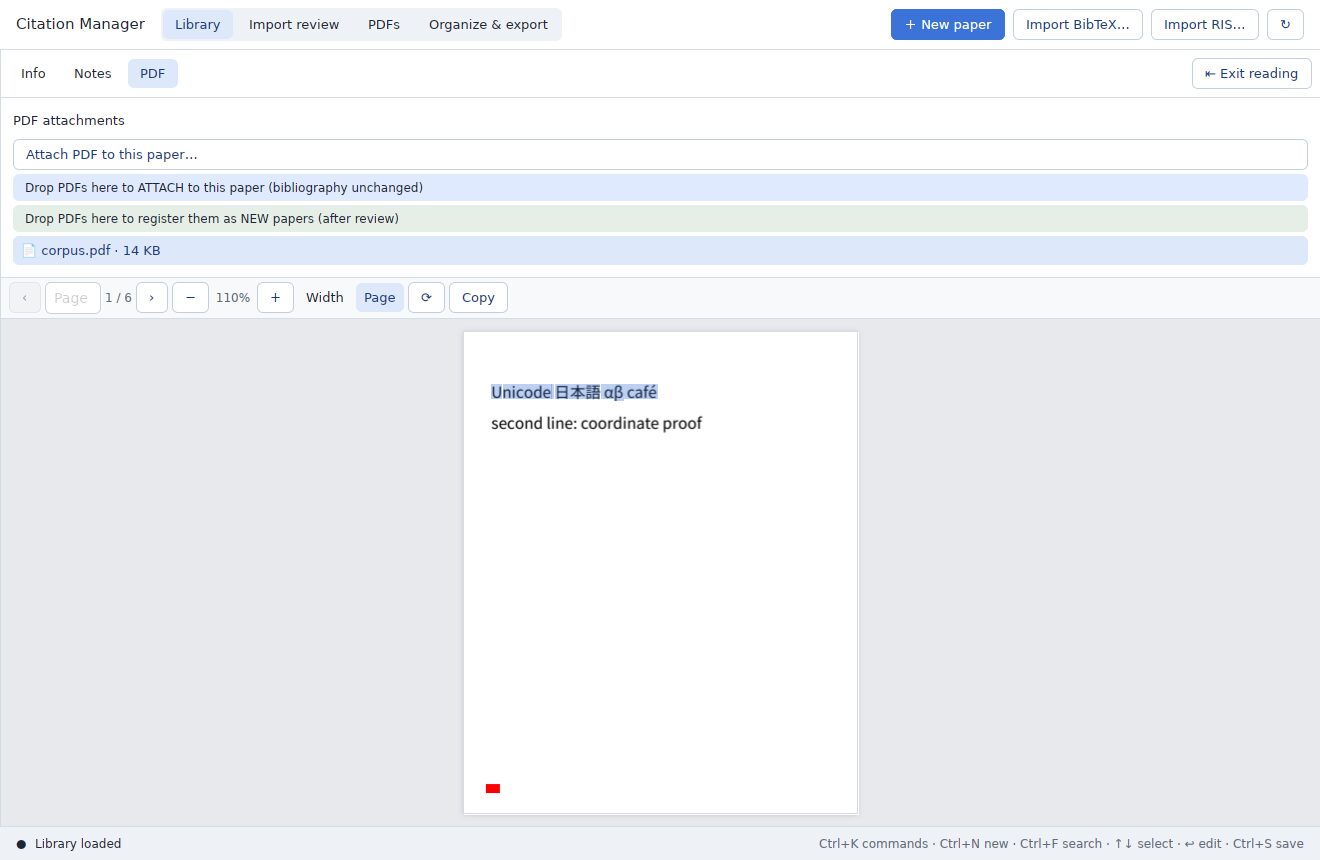 Citation Manager Library Import review PDFs Organize & export + New paper Import BibTeX... Import RIS... ↻
Info Notes PDF ⇤ Exit reading
PDF attachments
Attach PDF to this paper...
Drop PDFs here to ATTACH to this paper (bibliography unchanged)
Drop PDFs here to register them as NEW papers (after review)
corpus.pdf · 14 KB
‹ Page 1 / 6 › − 110% + Width Page ⟳ Copy
Unicode 日本語 αβ café
second line: coordinate proof
● Library loaded Ctrl+K commands · Ctrl+N new · Ctrl+F search · ↑↓ select · ↩ edit · Ctrl+S save